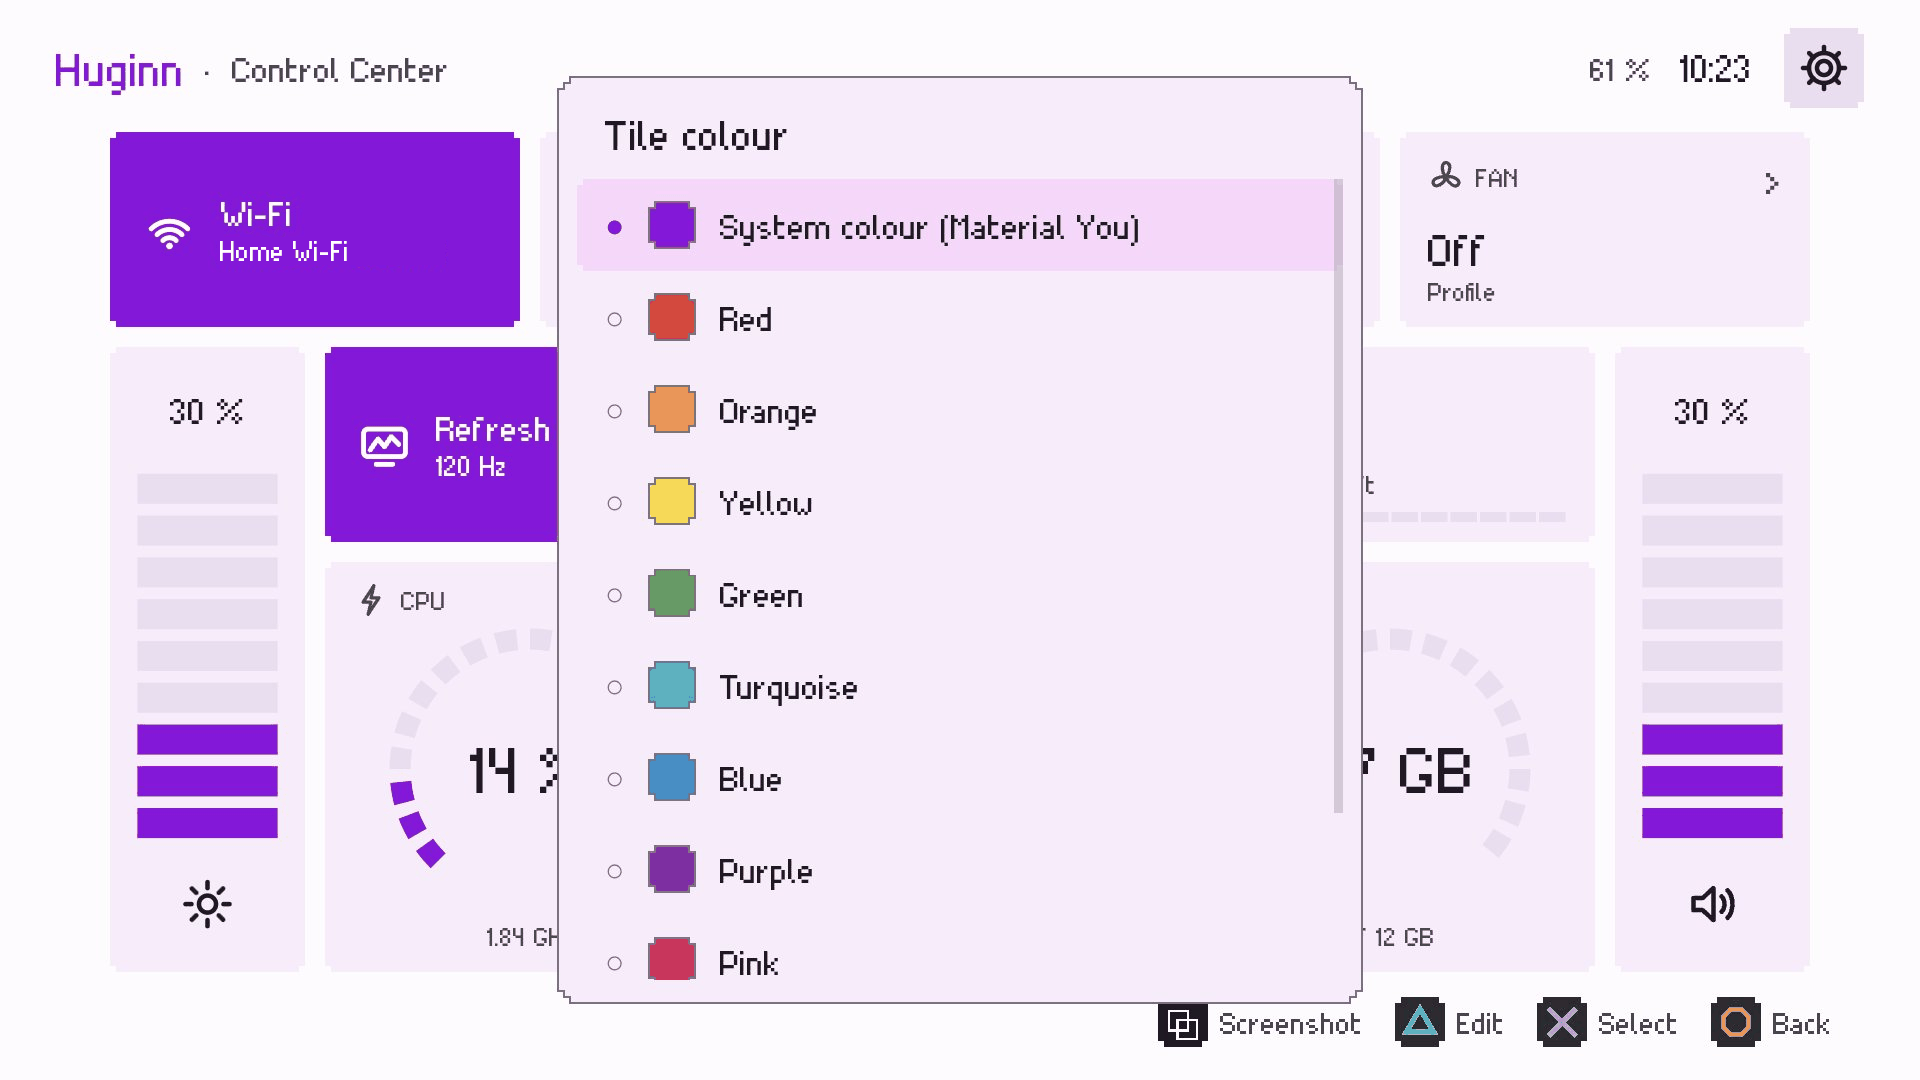 Huginn · Control Center
61 % 10:23
Tile colour
System colour (Material You)
Red
Orange
Yellow
Green
Turquoise
Blue
Purple
Pink
Wi-Fi
Home Wi-Fi
FAN
Off
Profile
30 %
Refresh
120 Hz
30 %
CPU
14 %
GB
1.84
12 GB
Screenshot Edit Select Back